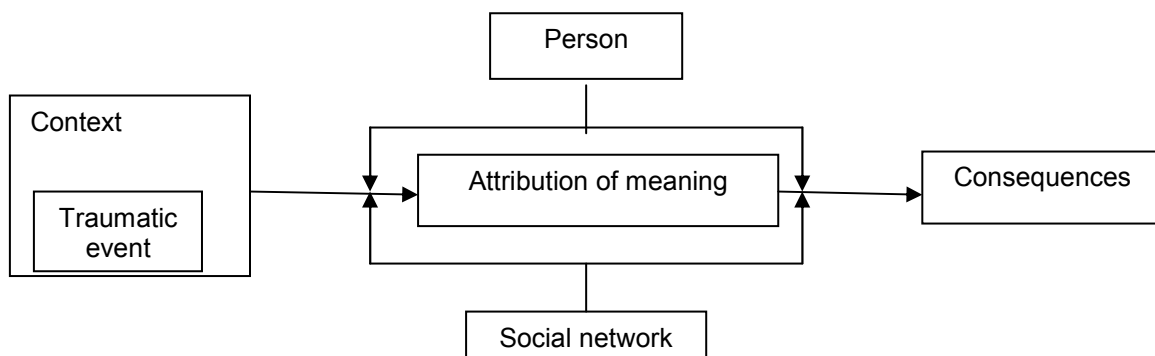 Person
Context
Attribution of meaning
Consequences
Traumatic
event
Social network